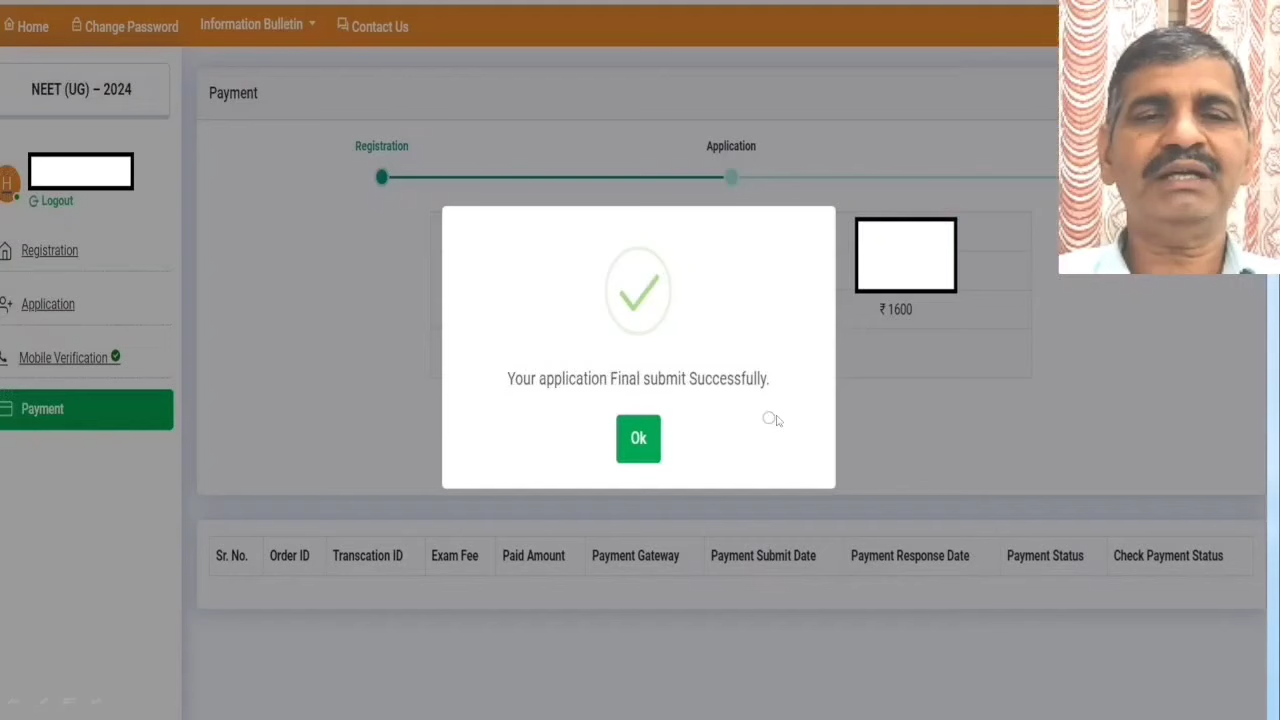 Home Change Password Information Bulletin Contact Us
NEET (UG) – 2024
Payment
Registration Application
H
Logout
Registration
Application
Mobile Verification
Payment
₹ 1600
Your application Final submit Successfully.
Ok
Sr. No. Order ID Transcation ID Exam Fee Paid Amount Payment Gateway Payment Submit Date Payment Response Date Payment Status Check Payment Status